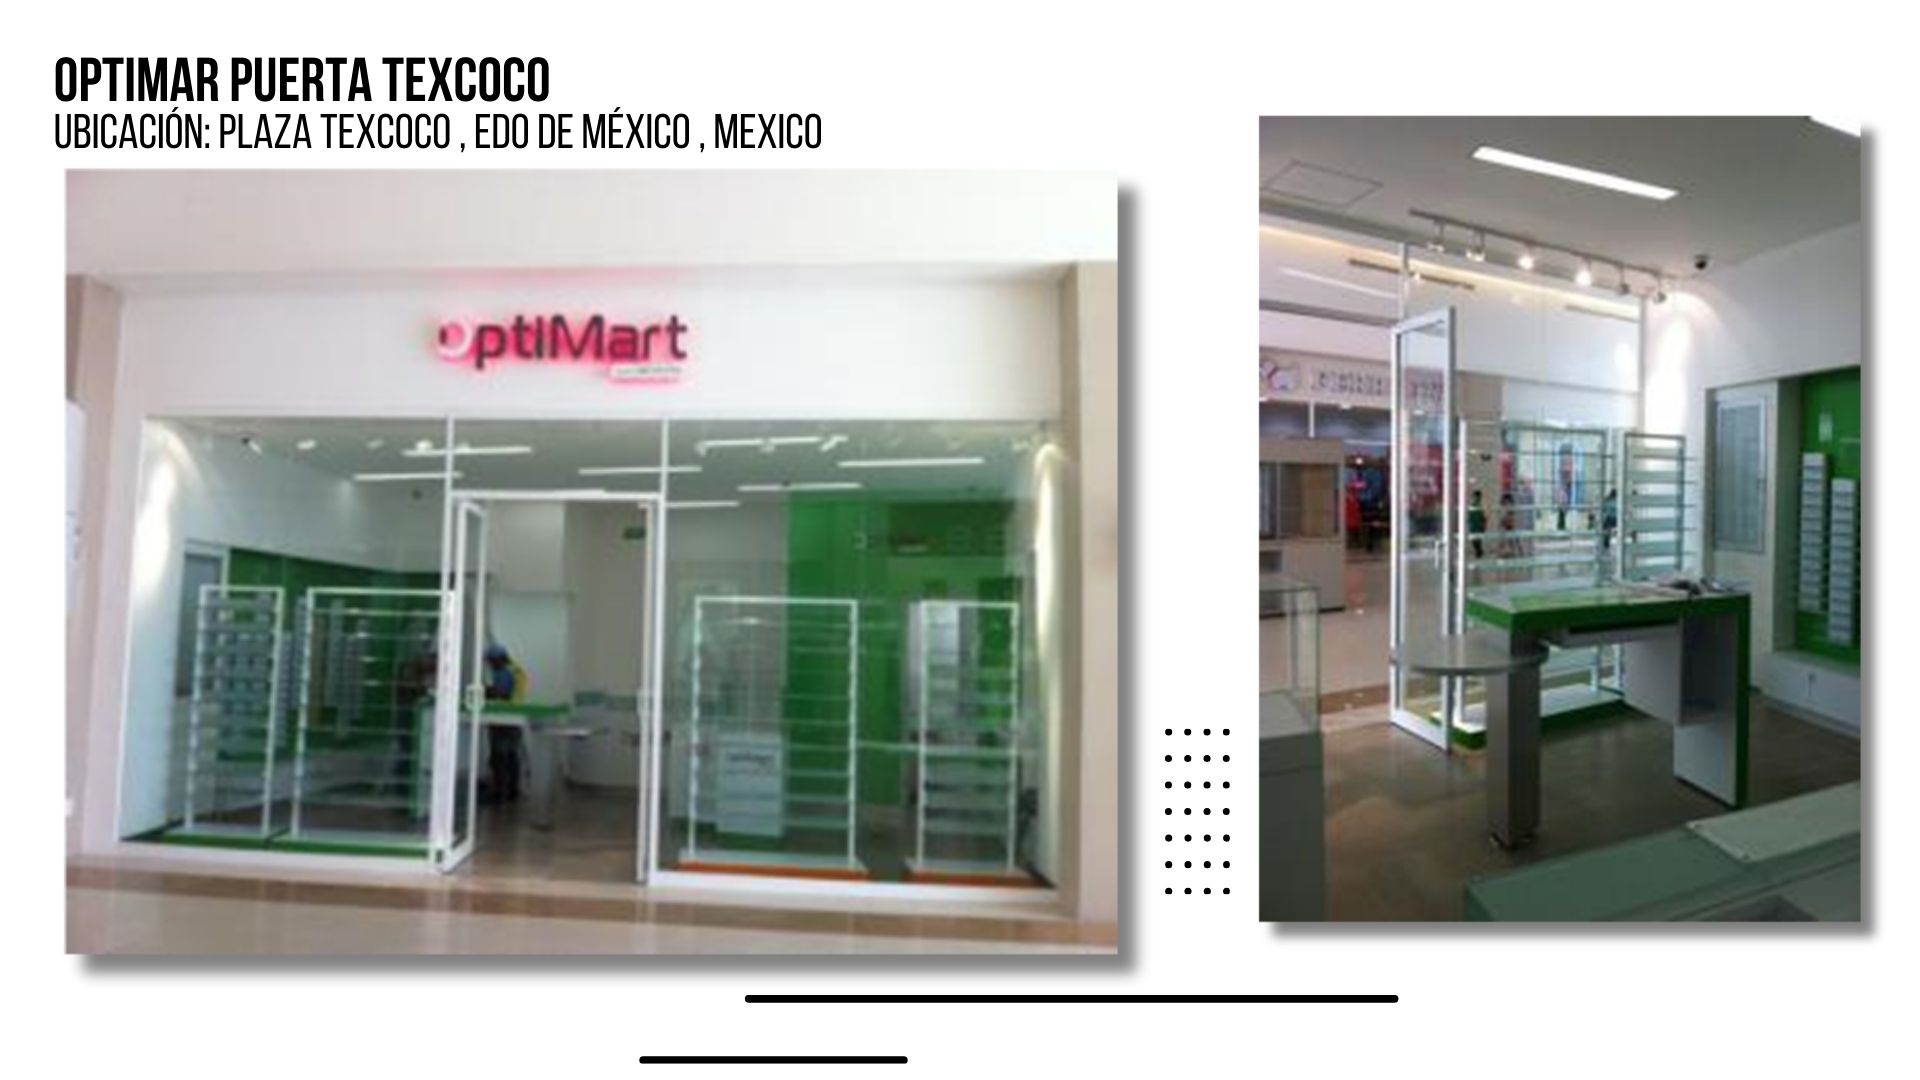 OPTIMAR PUERTA TEXCOCO
UBICACIÓN: PLAZA TEXCOCO , EDO DE MÉXICO , MEXICO
OptiMart